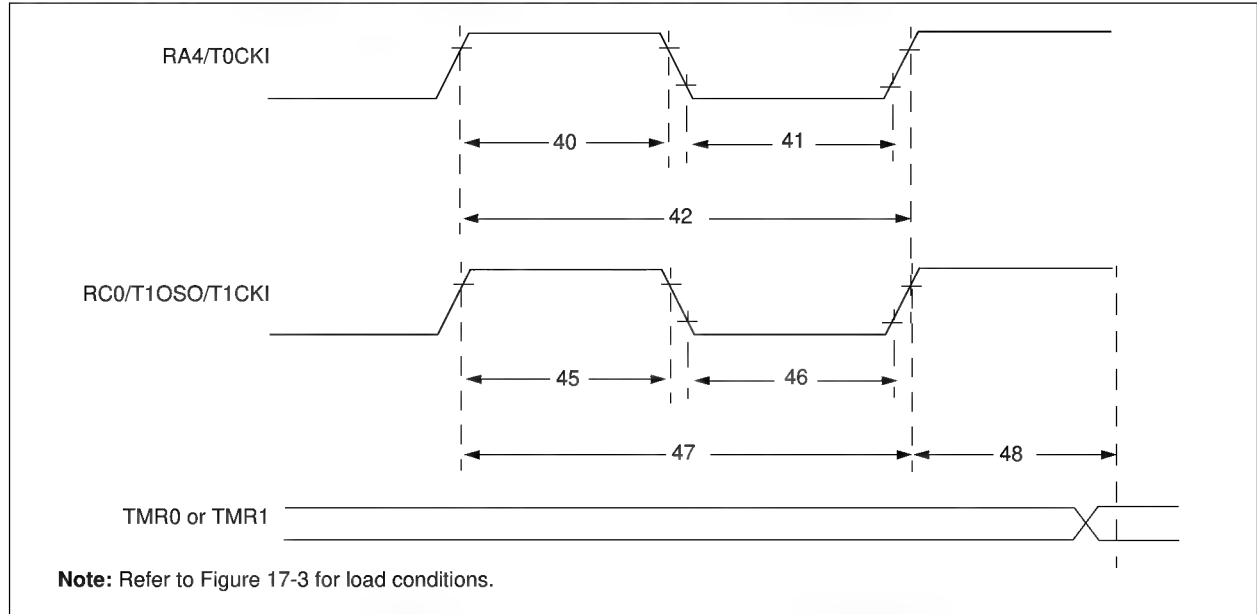 RA4/T0CKI
40
41
42
RC0/T1OSO/T1CKI
45
46
47
48
TMR0 or TMR1
Note: Refer to Figure 17-3 for load conditions.